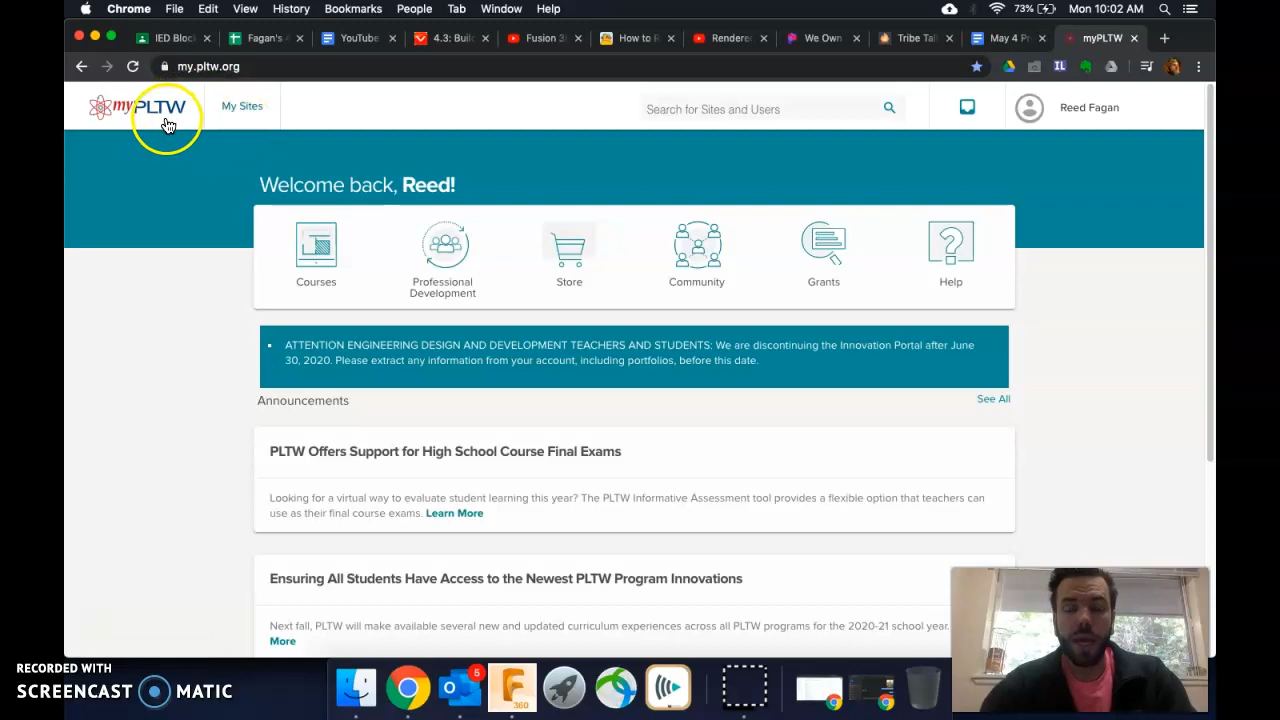 Chrome File Edit View History Bookmarks People Tab Window Help 73% Mon 10:02 AM
IED Bloc Fagan's 4 YouTube 4.3: Buil Fusion 3 How to R Rendere We Own Tribe Tal May 4 P myPLTW
my.pltw.org
myPLTW My Sites Search for Sites and Users Reed Fagan
Welcome back, Reed!
Courses Professional Development Store Community Grants Help
ATTENTION ENGINEERING DESIGN AND DEVELOPMENT TEACHERS AND STUDENTS: We are discontinuing the Innovation Portal after June
30, 2020. Please extract any information from your account, including portfolios, before this date.
Announcements See All
PLTW Offers Support for High School Course Final Exams
Looking for a virtual way to evaluate student learning this year? The PLTW Informative Assessment tool provides a flexible option that teachers can
use as their final course exams. Learn More
Ensuring All Students Have Access to the Newest PLTW Program Innovations
Next fall, PLTW will make available several new and updated curriculum experiences across all PLTW programs for the 2020-21 school year.
More
RECORDED WITH
SCREENCAST MATIC
5
F
360